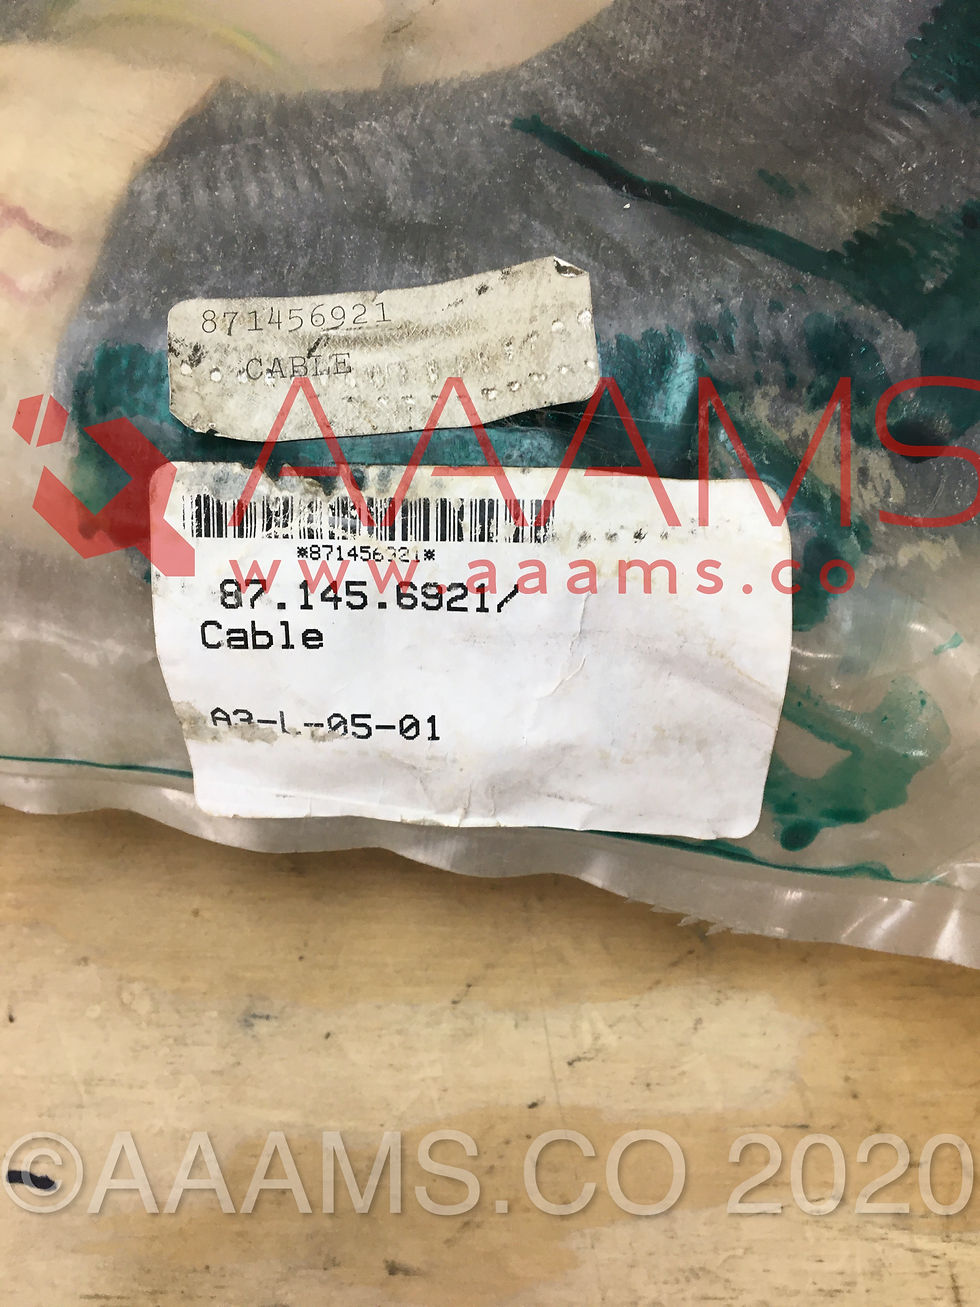 871456921
CABLE
AAAMS
*871456921*
www.aaams.co
87.145.6921/
Cable
A3-L-05-01
©AAAMS.CO 2020